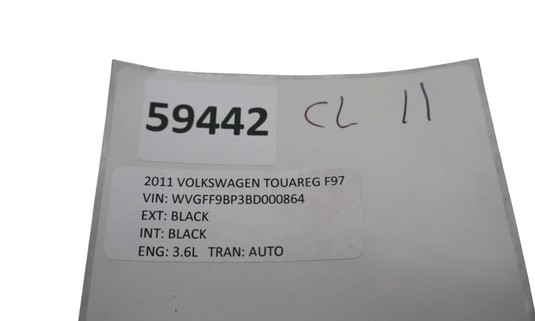 59442 CL 11
2011 VOLKSWAGEN TOUAREG F97
VIN: WVGFF9BP3BD000864
EXT: BLACK
INT: BLACK
ENG: 3.6L TRAN: AUTO